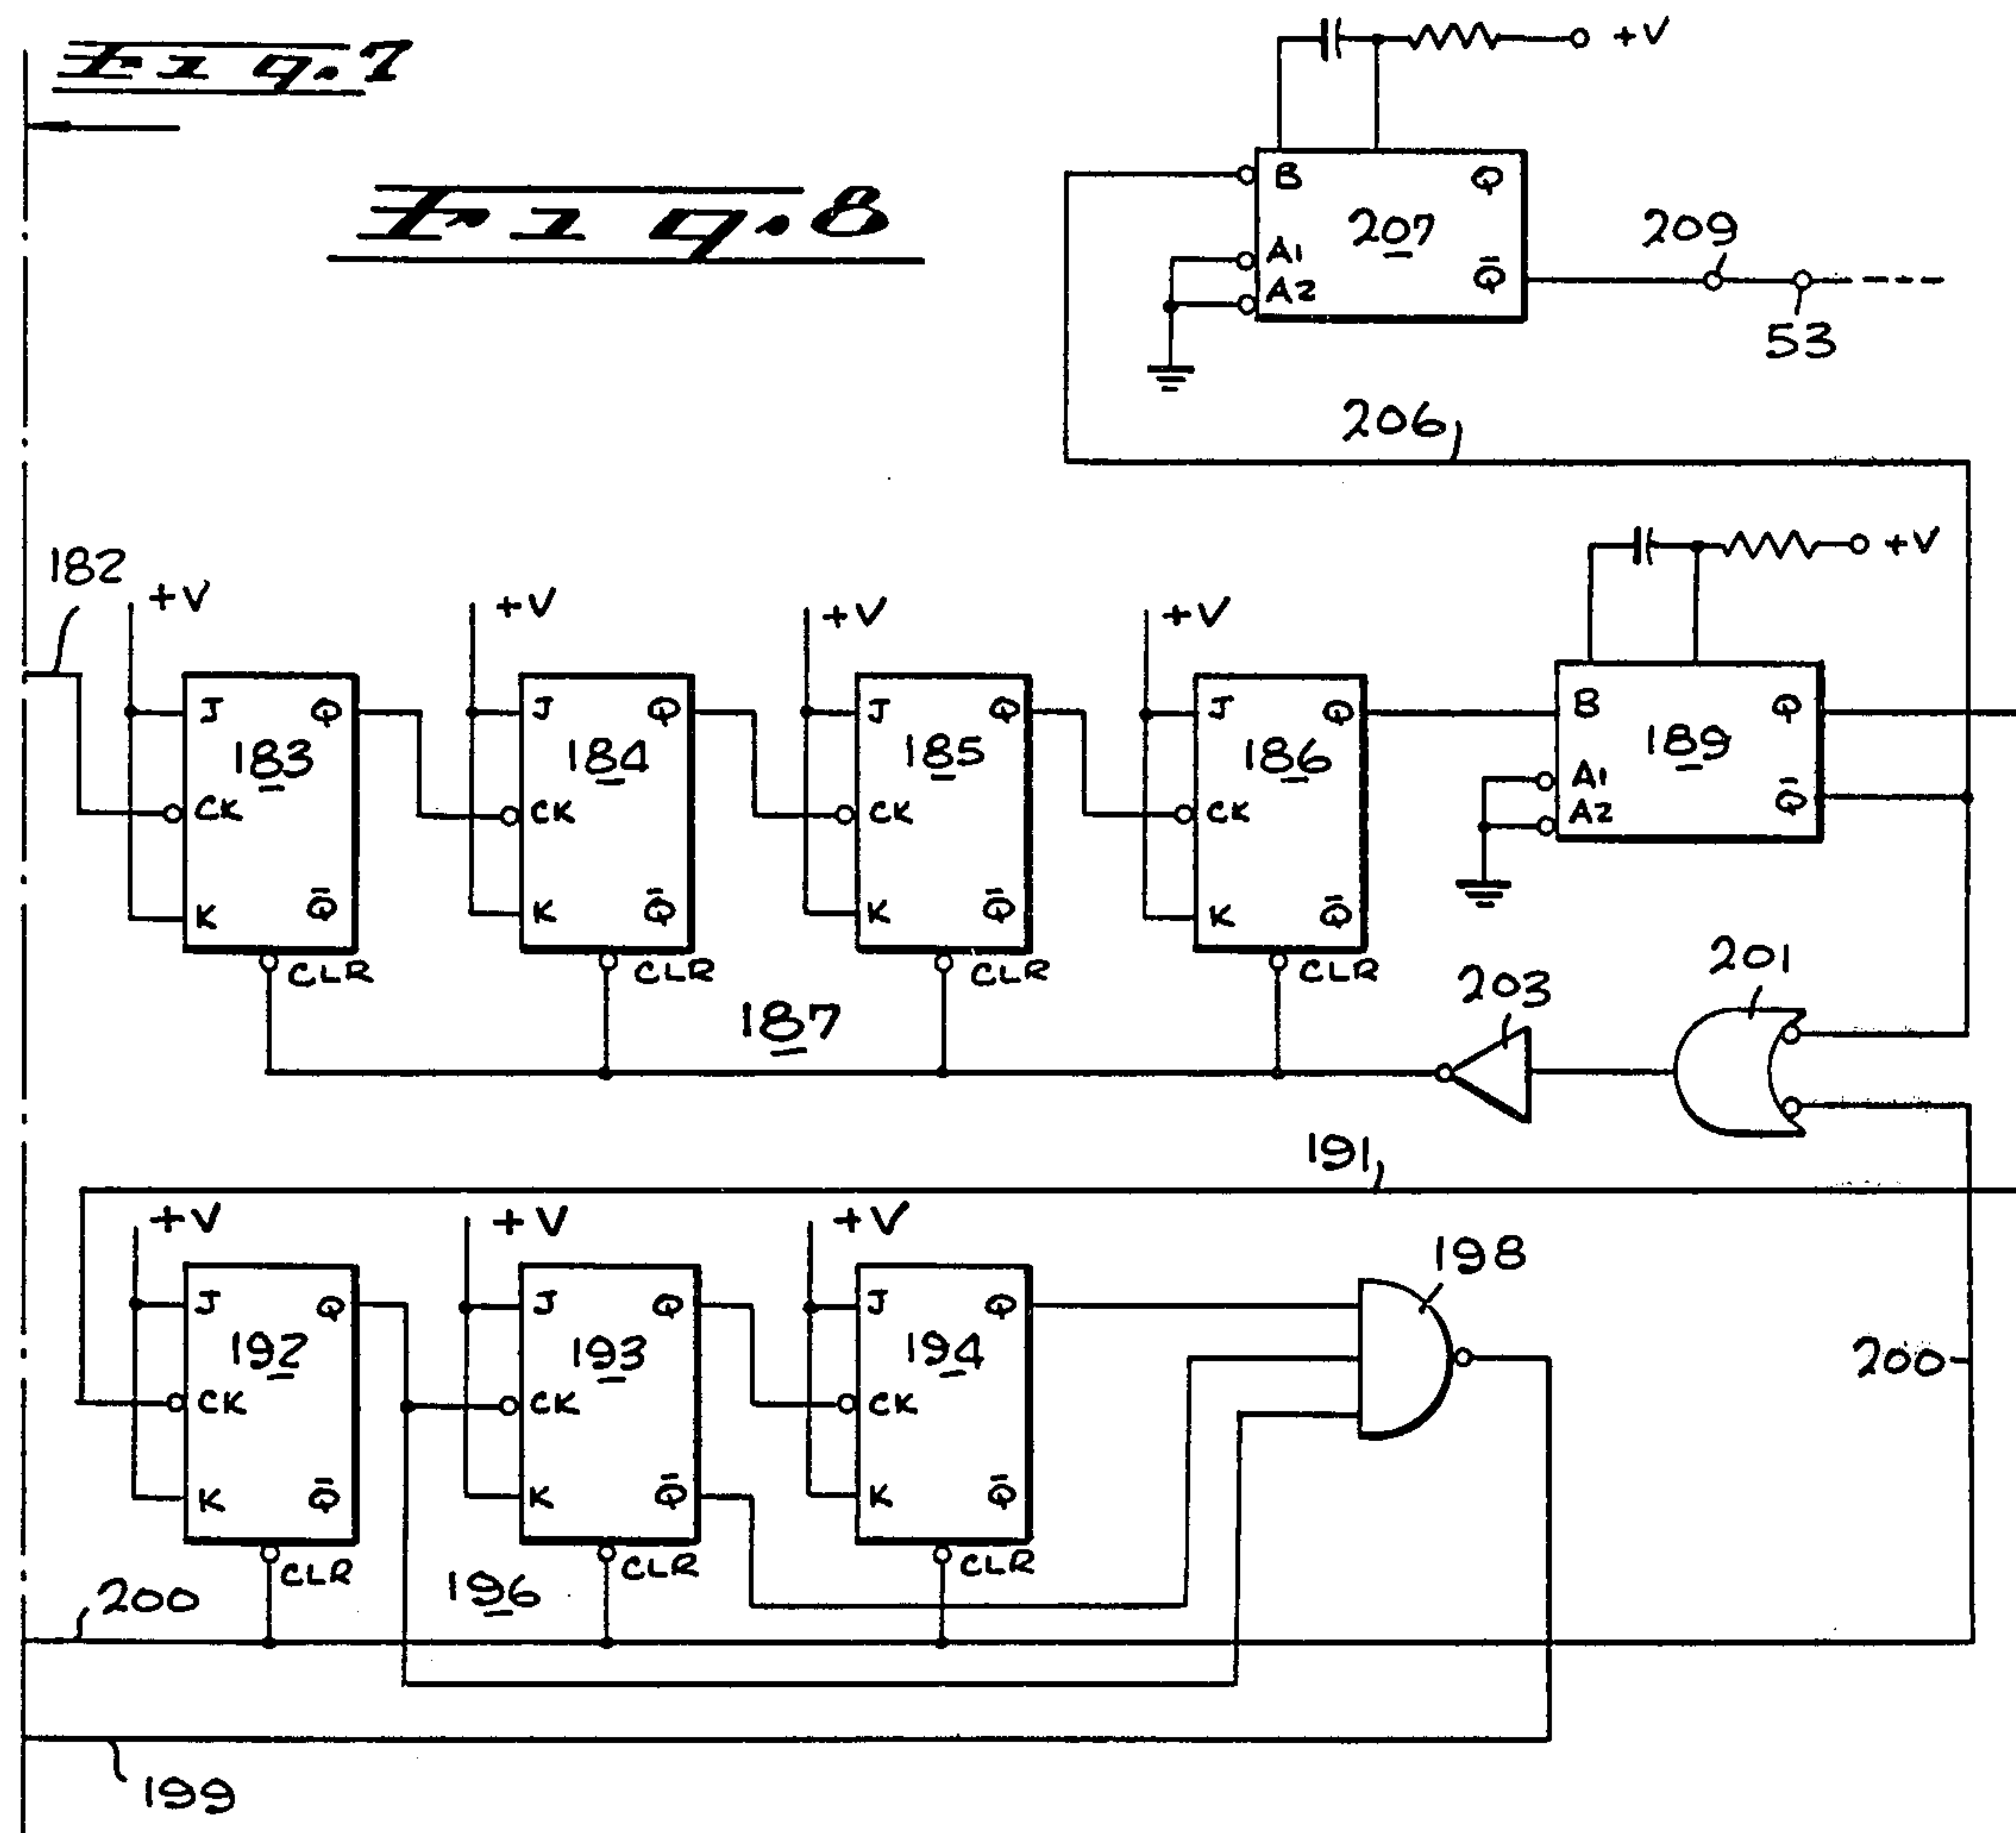 Fig. 7
Fig. 8
+V
B Q
207
A1
A2 Q̄
209
53
206
182
+V +V +V +V +V
J Q J Q J Q J Q B Q
183 184 185 186 189
CK CK CK CK A1
A2 Q̄
K Q̄ K Q̄ K Q̄ K Q̄
CLR CLR CLR CLR
187 203 201
191
+V +V +V
198
J Q J Q J Q
192 193 194
200
CK CK CK
K Q̄ K Q̄ K Q̄
CLR CLR CLR
200 196
199